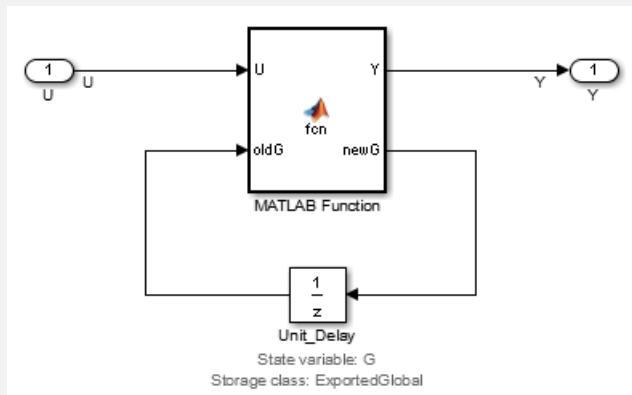 1
U
U
U
Y
fcn
oldG
newG
MATLAB Function
Y
1
Y
1
z
Unit_Delay
State variable: G
Storage class: ExportedGlobal